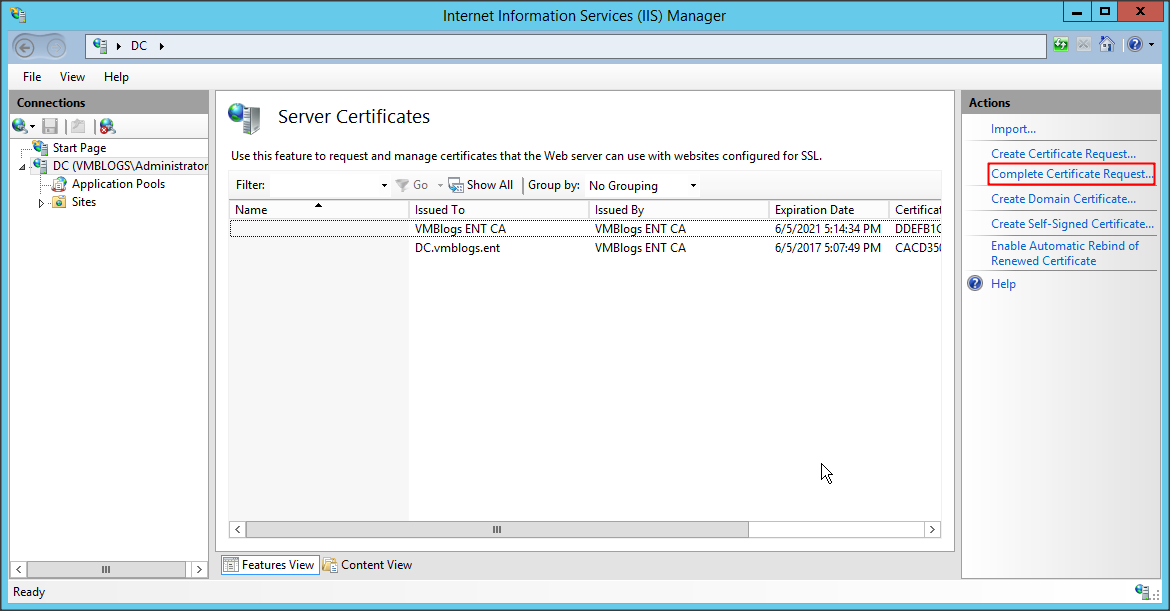 Internet Information Services (IIS) Manager
DC
File View Help
Connections
Start Page
DC (VMBLOGS\Administrator
Application Pools
Sites
Server Certificates
Use this feature to request and manage certificates that the Web server can use with websites configured for SSL.
Filter: Go Show All Group by: No Grouping
Name Issued To Issued By Expiration Date Certificat
VMBlogs ENT CA VMBlogs ENT CA 6/5/2021 5:14:34 PM DDEFB1C
DC.vmblogs.ent VMBlogs ENT CA 6/5/2017 5:07:49 PM CACD350
Features View Content View
Actions
Import...
Create Certificate Request...
Complete Certificate Request...
Create Domain Certificate...
Create Self-Signed Certificate...
Enable Automatic Rebind of
Renewed Certificate
Help
Ready